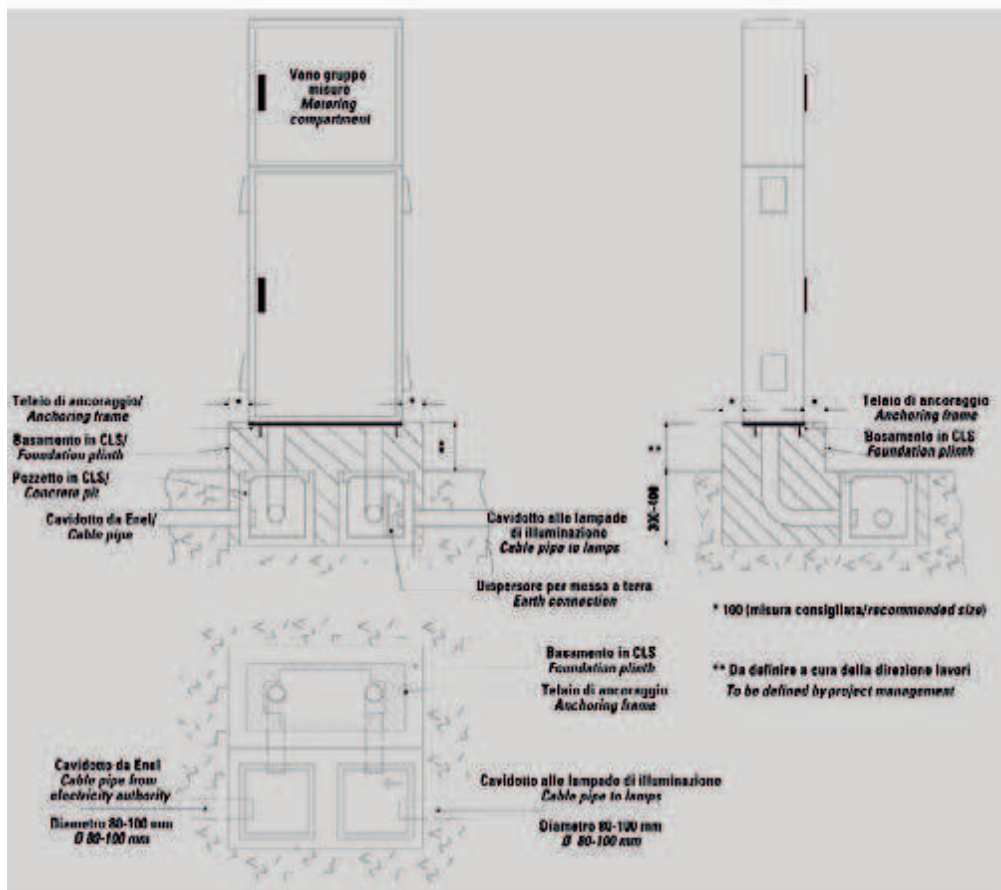 Vano gruppo
misura
Metering
compartment
Telaio di ancoraggio/
Anchoring frame
Basamento in CLS/
Foundation plinth
Pozzetto in CLS/
Concrete pit
Cavidotto da Enel/
Cable pipe
*
*
**
Cavidotto alle lampade
di illuminazione
Cable pipe to lamps
Dispersore per messa a terra
Earth connection
*
*
Telaio di ancoraggio
Anchoring frame
Basamento in CLS
Foundation plinth
**
300-400
* 100 (misura consigliata/recommended size)
** Da definire a cura della direzione lavori
To be defined by project management
Basamento in CLS
Foundation plinth
Telaio di ancoraggio
Anchoring frame
Cavidotto da Enel
Cable pipe from
electricity authority
Diametro 80-100 mm
Ø 80-100 mm
Cavidotto alle lampade di illuminazione
Cable pipe to lamps
Diametro 80-100 mm
Ø 80-100 mm